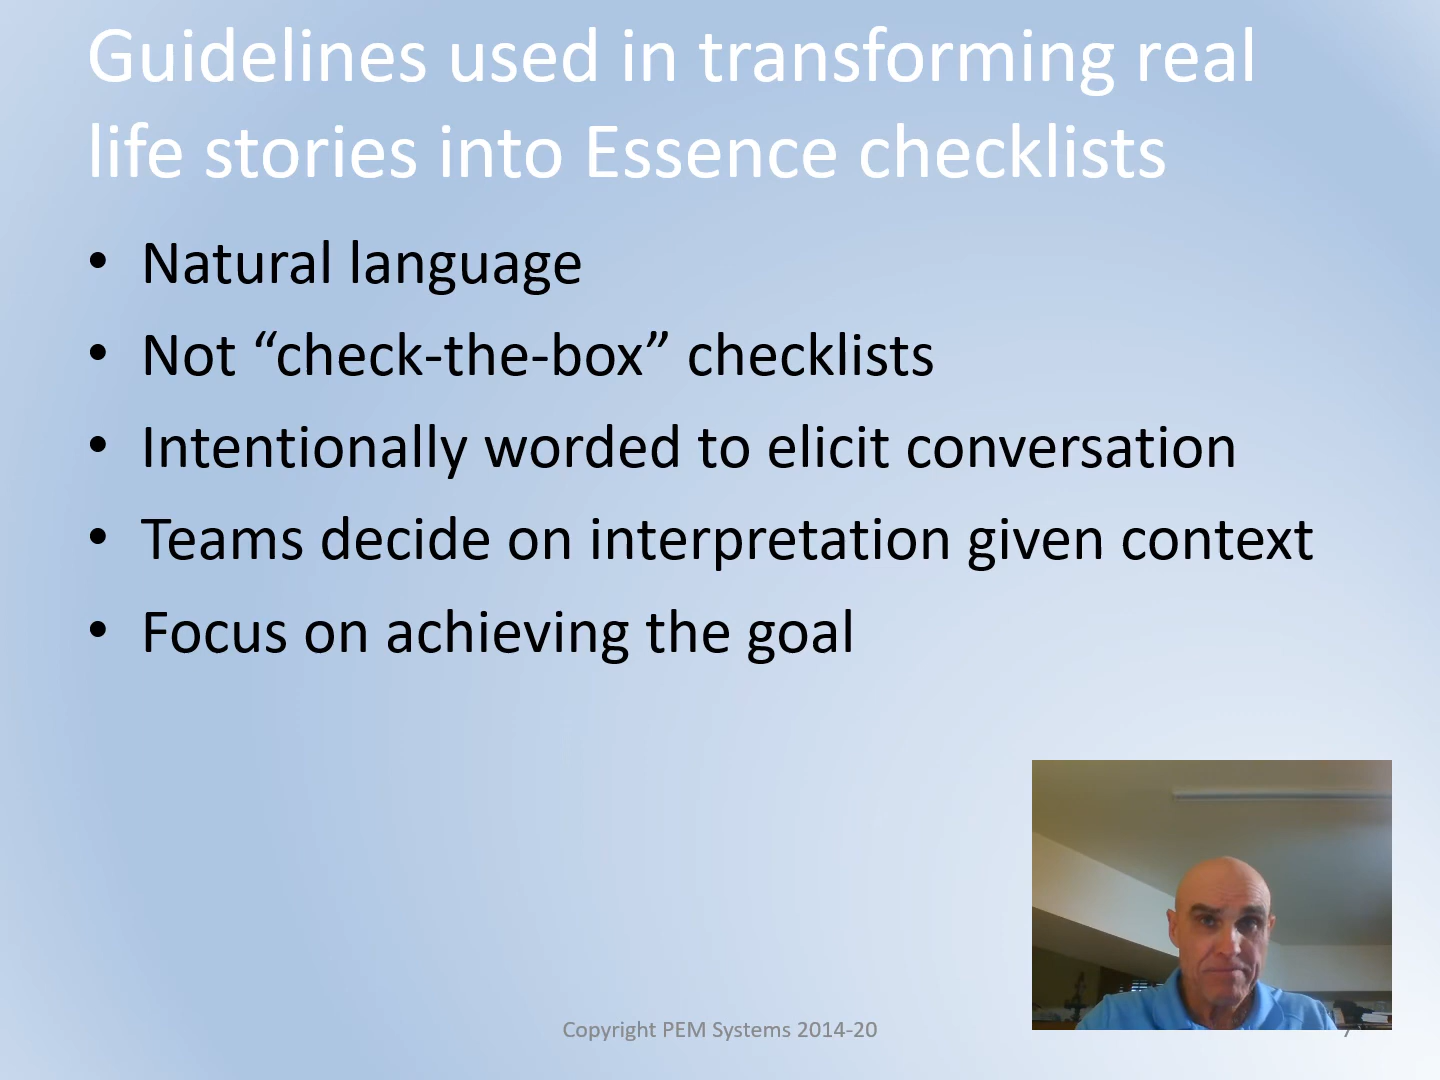 Guidelines used in transforming real
life stories into Essence checklists
• Natural language
• Not “check-the-box” checklists
• Intentionally worded to elicit conversation
• Teams decide on interpretation given context
• Focus on achieving the goal
Copyright PEM Systems 2014-20